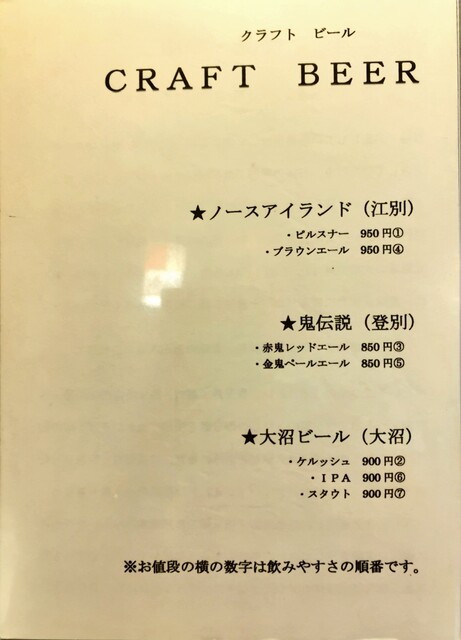 クラフト ビール
CRAFT BEER
★ノースアイランド（江別）
・ピルスナー 950円①
・ブラウンエール 950円④
★鬼伝説（登別）
・赤鬼レッドエール 850円③
・金鬼ペールエール 850円⑤
★大沼ビール（大沼）
・ケルッシュ 900円②
・ＩＰＡ 900円⑥
・スタウト 900円⑦
※お値段の横の数字は飲みやすさの順番です。